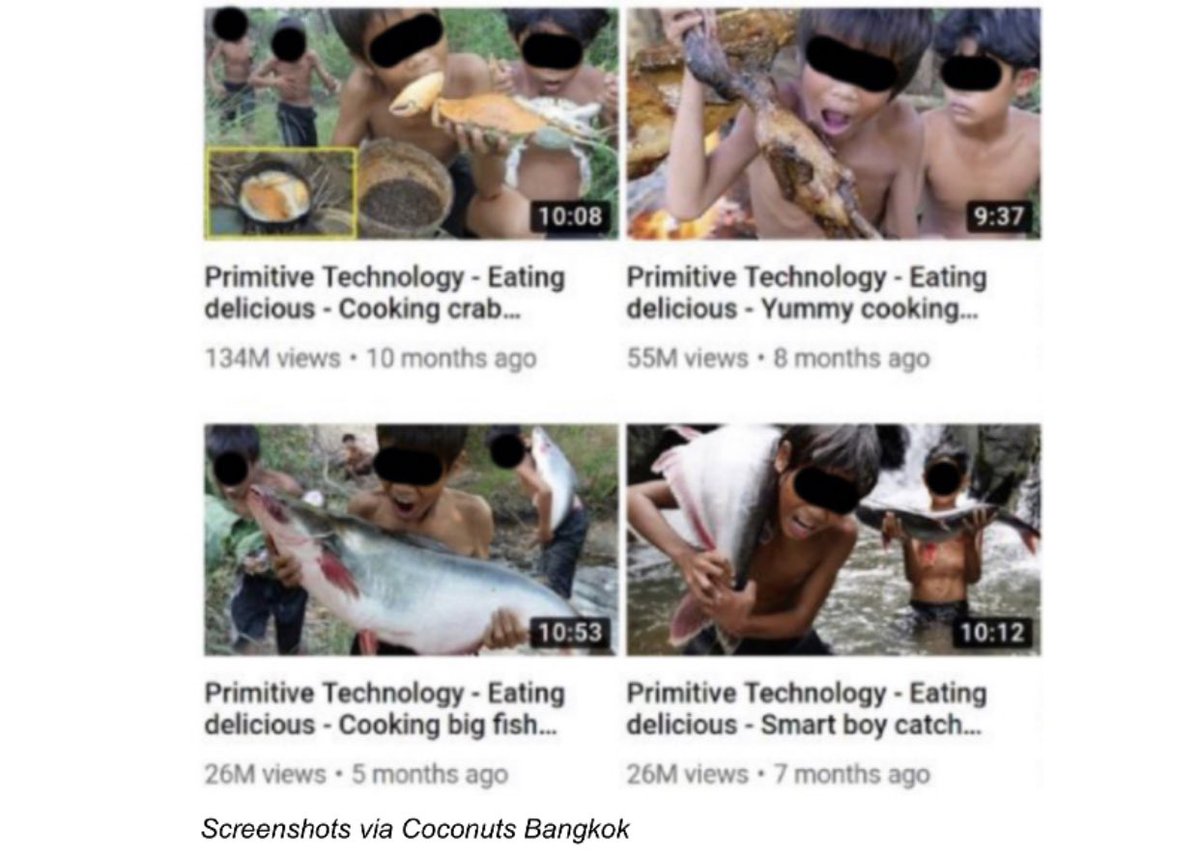 10:08
9:37
Primitive Technology - Eating
delicious - Cooking crab...
134M views • 10 months ago
Primitive Technology - Eating
delicious - Yummy cooking...
55M views • 8 months ago
10:53
10:12
Primitive Technology - Eating
delicious - Cooking big fish...
26M views • 5 months ago
Primitive Technology - Eating
delicious - Smart boy catch...
26M views • 7 months ago
Screenshots via Coconuts Bangkok